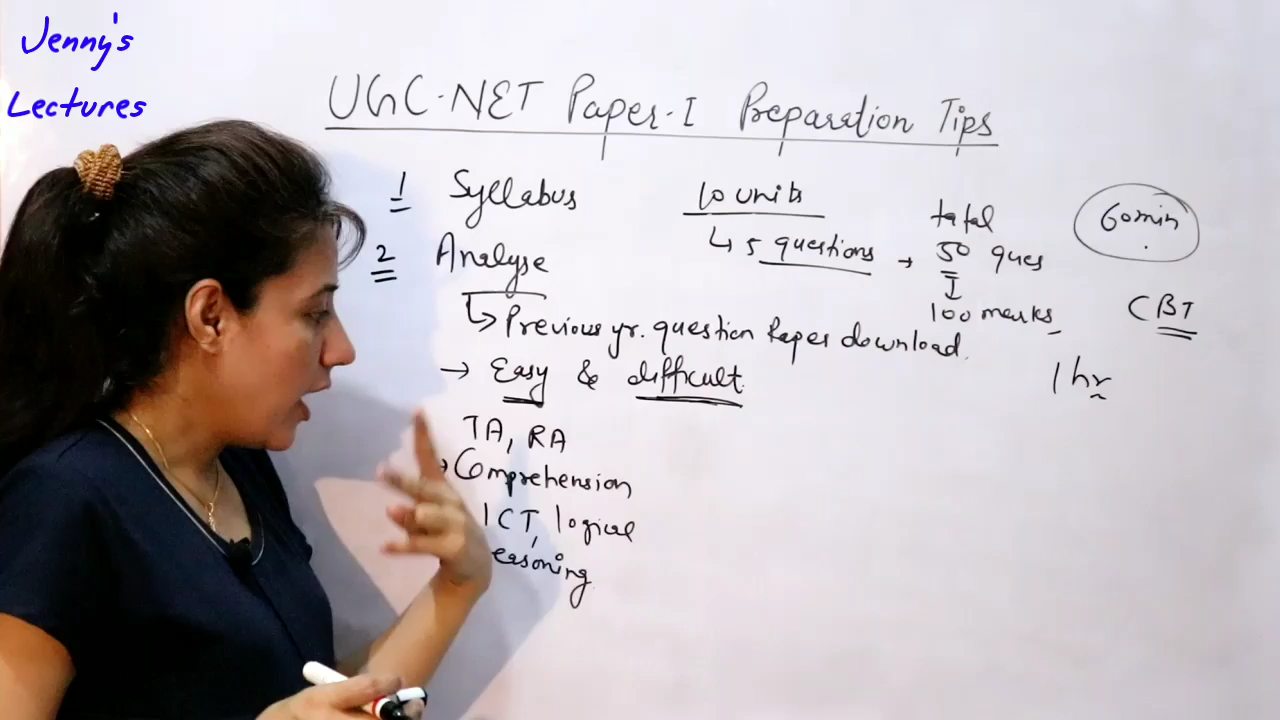 Jenny's
Lectures
UGC-NET Paper-I Preparation Tips
1 Syllabus
10 units
↳ 5 questions →
total
50 ques
100 marks
60min
CBT
1 hr
2 Analyse
↳ Previous yr. question Paper download.
→ Easy & difficult
TA, RA
Comprehension
ICT, logical
easoning